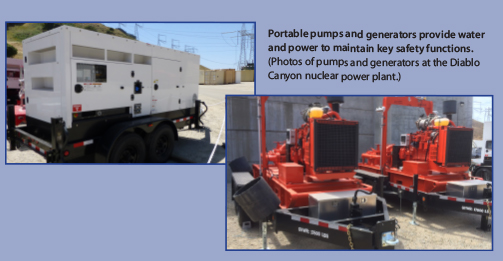 Portable pumps and generators provide water
and power to maintain key safety functions.
(Photos of pumps and generators at the Diablo
Canyon nuclear power plant.)